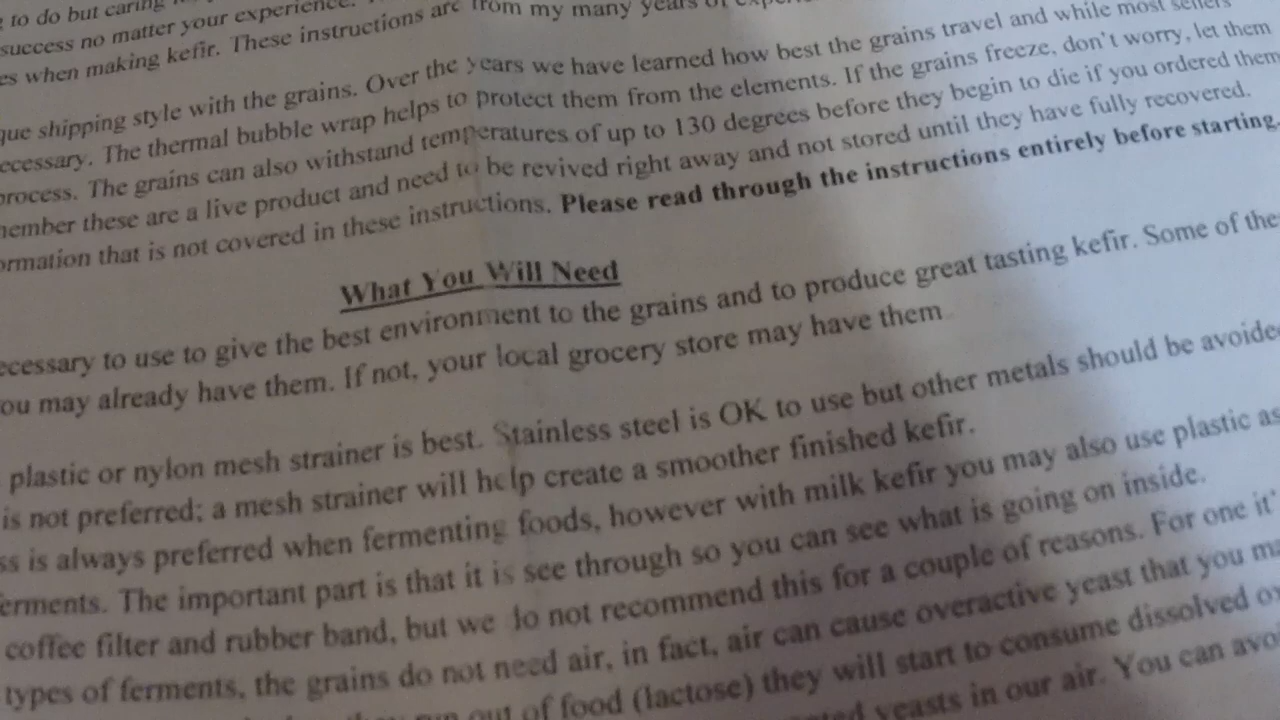 to do but caring
success no matter your experience.
es when making kefir. These instructions are from my many years of
que shipping style with the grains. Over the years we have learned how best the grains travel and while most sellers
ecessary. The thermal bubble wrap helps to protect them from the elements. If the grains freeze, don't worry, let them
process. The grains can also withstand temperatures of up to 130 degrees before they begin to die if you ordered them
member these are a live product and need to be revived right away and not stored until they have fully recovered.
ormation that is not covered in these instructions. Please read through the instructions entirely before starting,
What You Will Need
ecessary to use to give the best environment to the grains and to produce great tasting kefir. Some of the
ou may already have them. If not, your local grocery store may have them
plastic or nylon mesh strainer is best. Stainless steel is OK to use but other metals should be avoide
is not preferred; a mesh strainer will help create a smoother finished kefir.
ss is always preferred when fermenting foods, however with milk kefir you may also use plastic as
erments. The important part is that it is see through so you can see what is going on inside.
coffee filter and rubber band, but we do not recommend this for a couple of reasons. For one it'
types of ferments, the grains do not need air, in fact, air can cause overactive yeast that you ma
run out of food (lactose) they will start to consume dissolved ox
yeasts in our air. You can avo